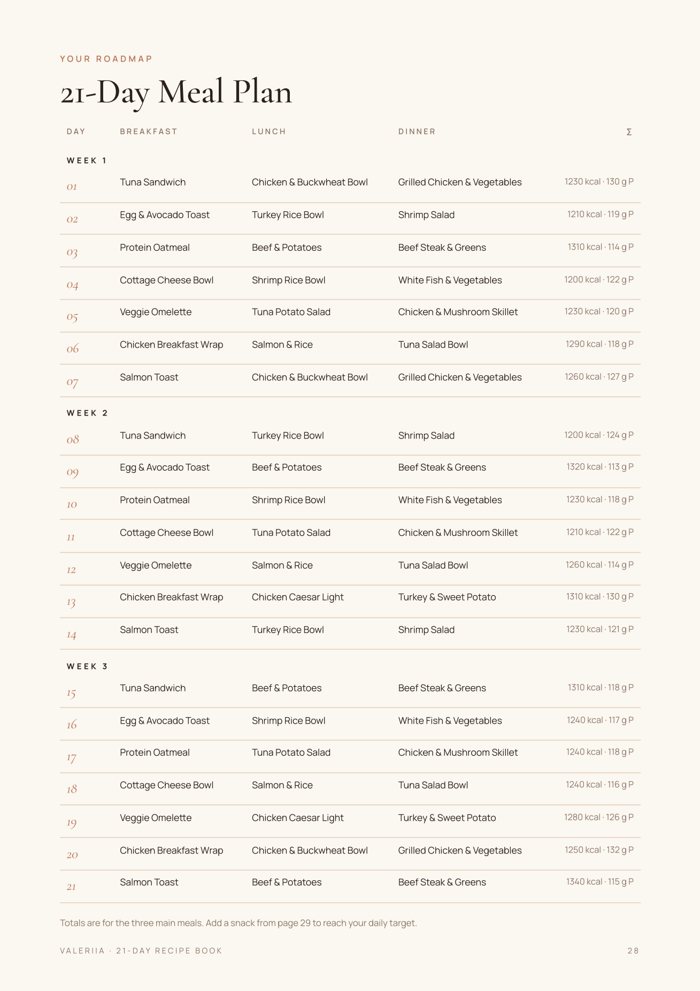 YOUR ROADMAP
21-Day Meal Plan
DAY BREAKFAST LUNCH DINNER Σ
WEEK 1
01 Tuna Sandwich Chicken & Buckwheat Bowl Grilled Chicken & Vegetables 1230 kcal · 130 g P
02 Egg & Avocado Toast Turkey Rice Bowl Shrimp Salad 1210 kcal · 119 g P
03 Protein Oatmeal Beef & Potatoes Beef Steak & Greens 1310 kcal · 114 g P
04 Cottage Cheese Bowl Shrimp Rice Bowl White Fish & Vegetables 1200 kcal · 122 g P
05 Veggie Omelette Tuna Potato Salad Chicken & Mushroom Skillet 1230 kcal · 120 g P
06 Chicken Breakfast Wrap Salmon & Rice Tuna Salad Bowl 1290 kcal · 118 g P
07 Salmon Toast Chicken & Buckwheat Bowl Grilled Chicken & Vegetables 1260 kcal · 127 g P
WEEK 2
08 Tuna Sandwich Turkey Rice Bowl Shrimp Salad 1200 kcal · 124 g P
09 Egg & Avocado Toast Beef & Potatoes Beef Steak & Greens 1320 kcal · 113 g P
10 Protein Oatmeal Shrimp Rice Bowl White Fish & Vegetables 1230 kcal · 118 g P
11 Cottage Cheese Bowl Tuna Potato Salad Chicken & Mushroom Skillet 1210 kcal · 122 g P
12 Veggie Omelette Salmon & Rice Tuna Salad Bowl 1260 kcal · 114 g P
13 Chicken Breakfast Wrap Chicken Caesar Light Turkey & Sweet Potato 1310 kcal · 130 g P
14 Salmon Toast Turkey Rice Bowl Shrimp Salad 1230 kcal · 121 g P
WEEK 3
15 Tuna Sandwich Beef & Potatoes Beef Steak & Greens 1310 kcal · 118 g P
16 Egg & Avocado Toast Shrimp Rice Bowl White Fish & Vegetables 1240 kcal · 117 g P
17 Protein Oatmeal Tuna Potato Salad Chicken & Mushroom Skillet 1240 kcal · 118 g P
18 Cottage Cheese Bowl Salmon & Rice Tuna Salad Bowl 1240 kcal · 116 g P
19 Veggie Omelette Chicken Caesar Light Turkey & Sweet Potato 1280 kcal · 126 g P
20 Chicken Breakfast Wrap Chicken & Buckwheat Bowl Grilled Chicken & Vegetables 1250 kcal · 132 g P
21 Salmon Toast Beef & Potatoes Beef Steak & Greens 1340 kcal · 115 g P
Totals are for the three main meals. Add a snack from page 29 to reach your daily target.
VALERIIA · 21-DAY RECIPE BOOK 28